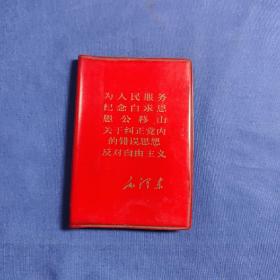 为人民服务
纪念白求恩
愚公移山
关于纠正党内
的错误思想
反对自由主义
毛泽东